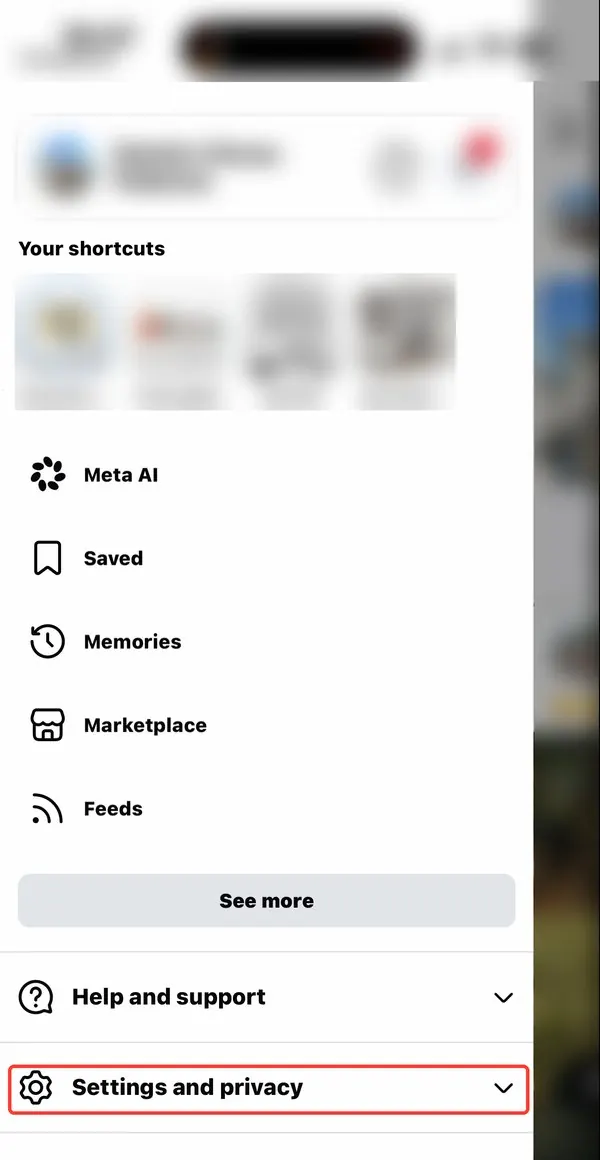 Your shortcuts
Meta AI
Saved
Memories
Marketplace
Feeds
See more
Help and support
Settings and privacy